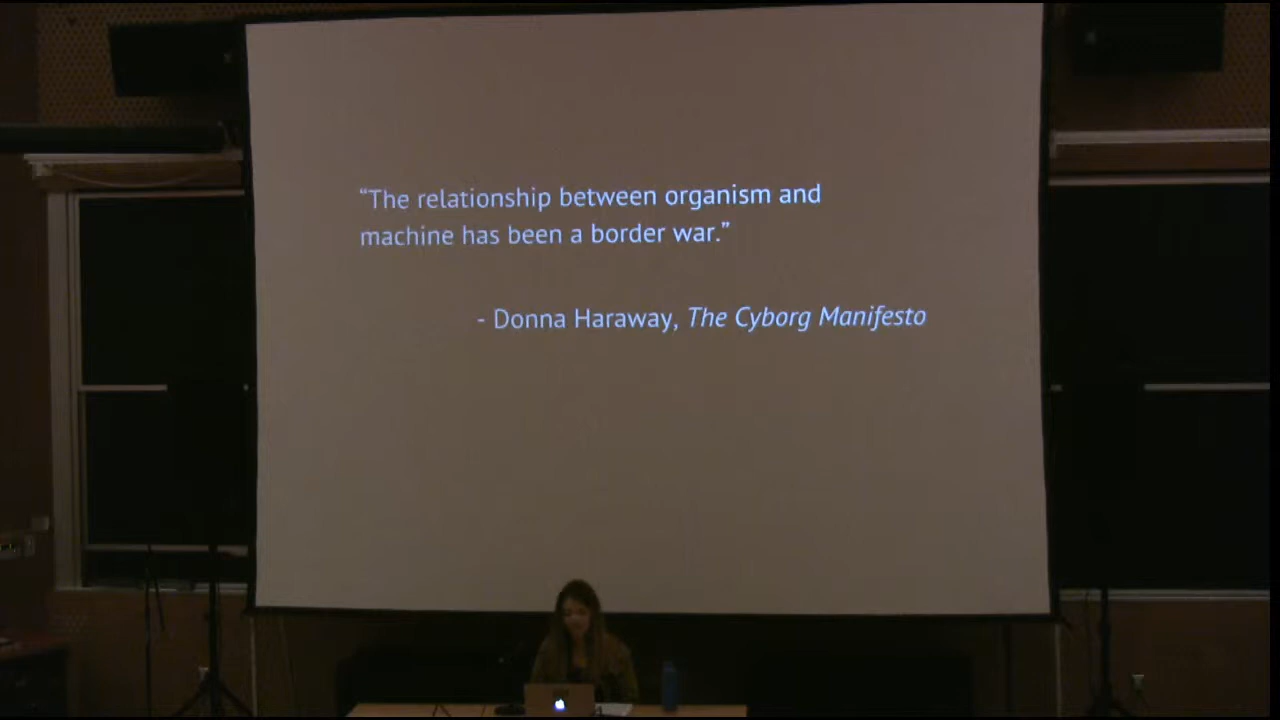 “The relationship between organism and
machine has been a border war.”
- Donna Haraway, The Cyborg Manifesto